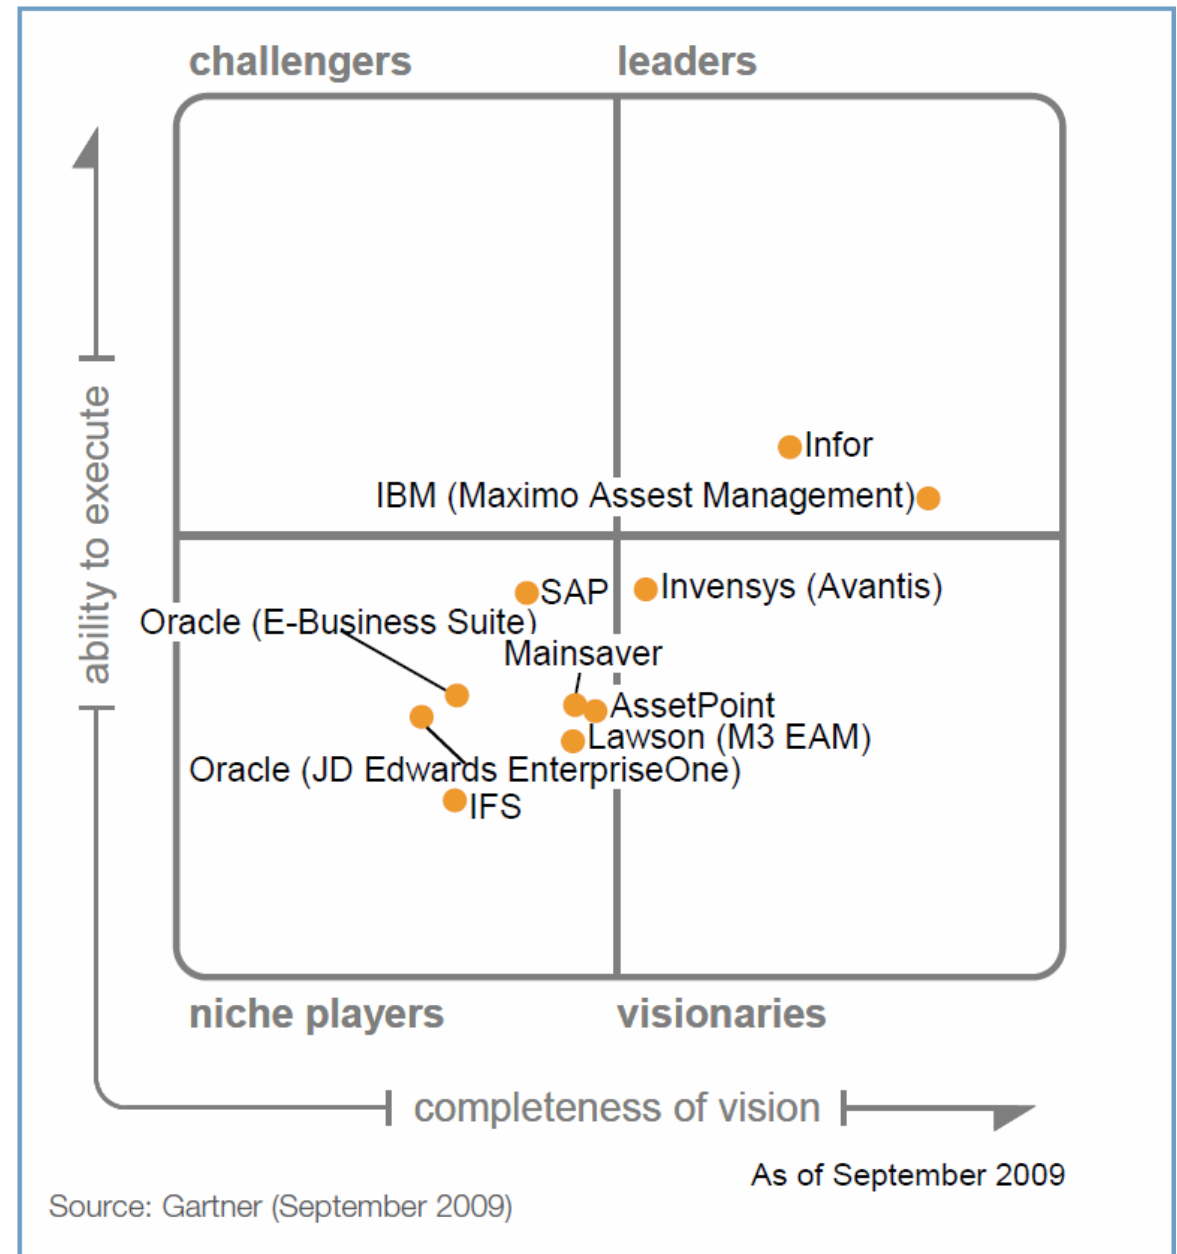 challengers
leaders
ability to execute
Infor
IBM (Maximo Assest Management)
SAP
Invensys (Avantis)
Oracle (E-Business Suite)
Mainsaver
AssetPoint
Lawson (M3 EAM)
Oracle (JD Edwards EnterpriseOne)
IFS
niche players
visionaries
completeness of vision
As of September 2009
Source: Gartner (September 2009)